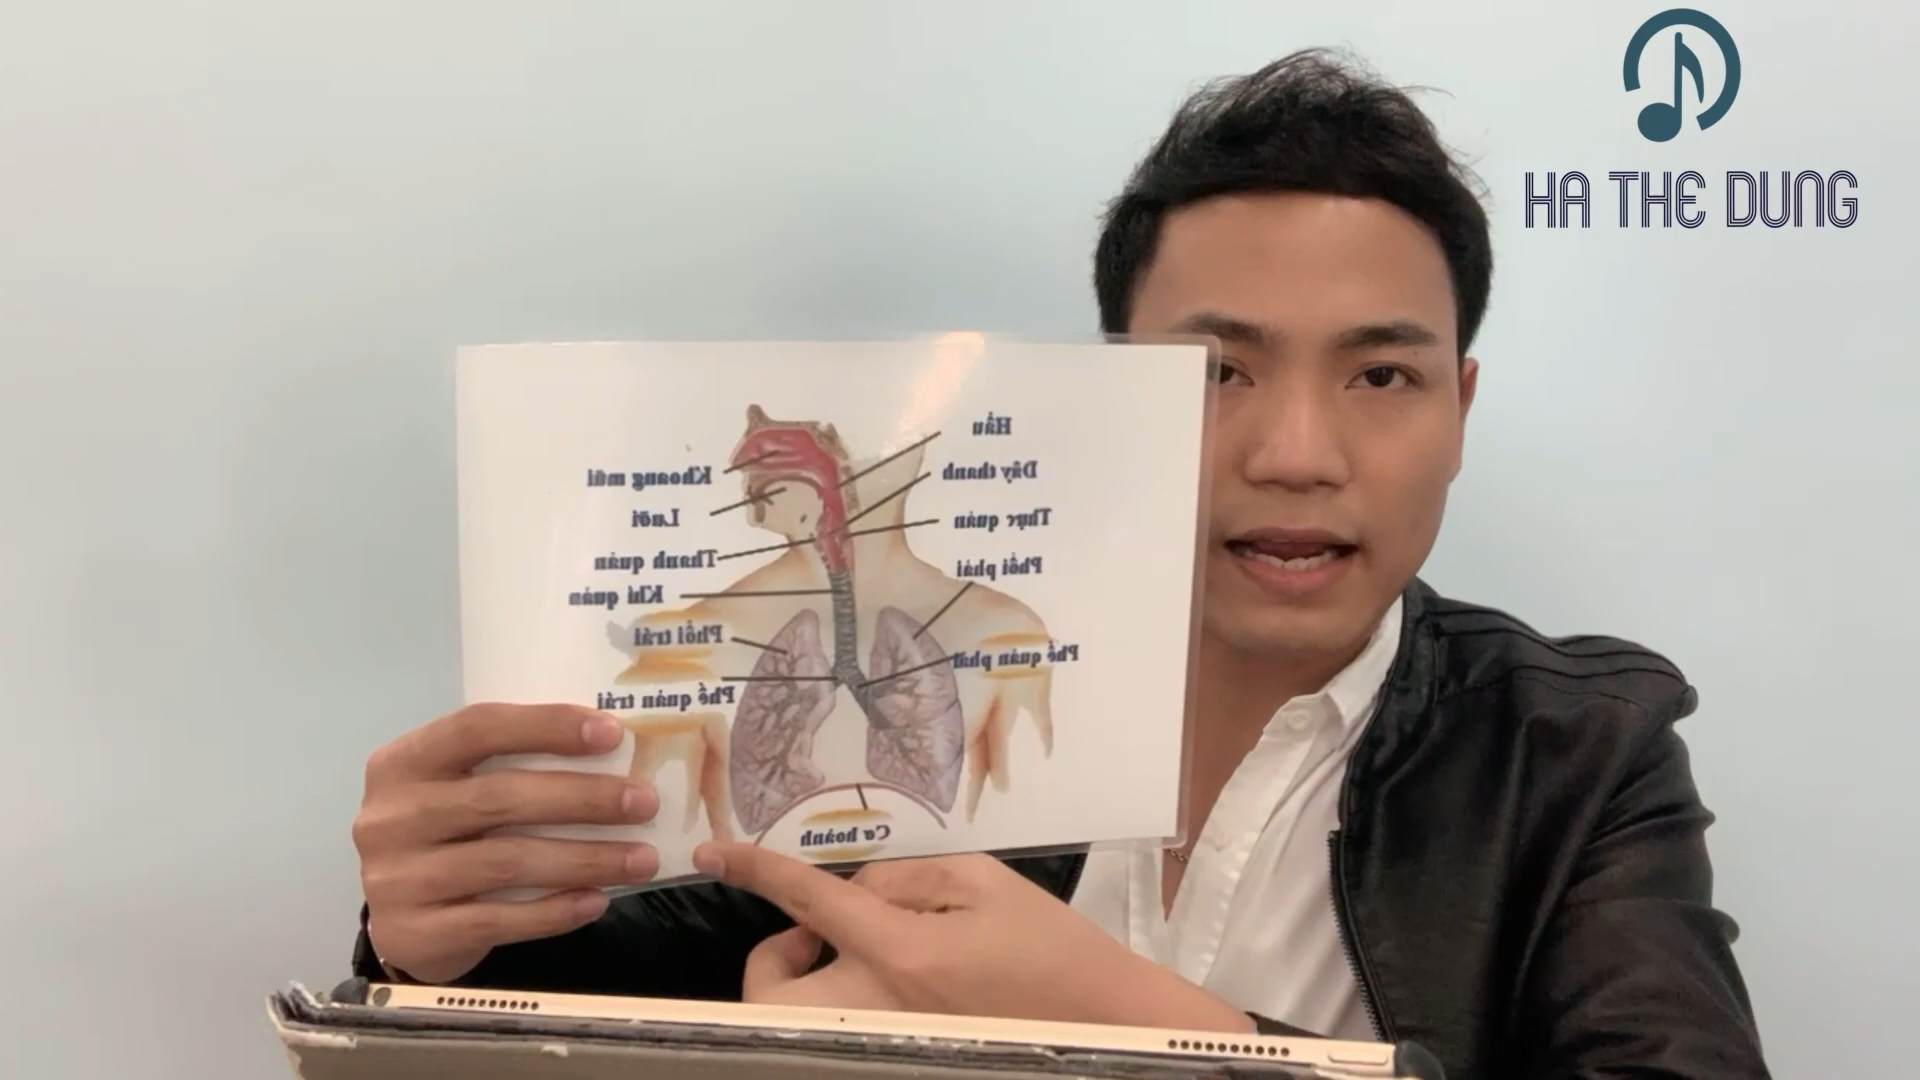 HA THE DUNG
Hầu
Khoang mũi
Dây thanh
Lưỡi
Thực quản
Thanh quản
Phổi phải
Khí quản
Phổi trái
Phế quản phải
Phế quản trái
Cơ hoành